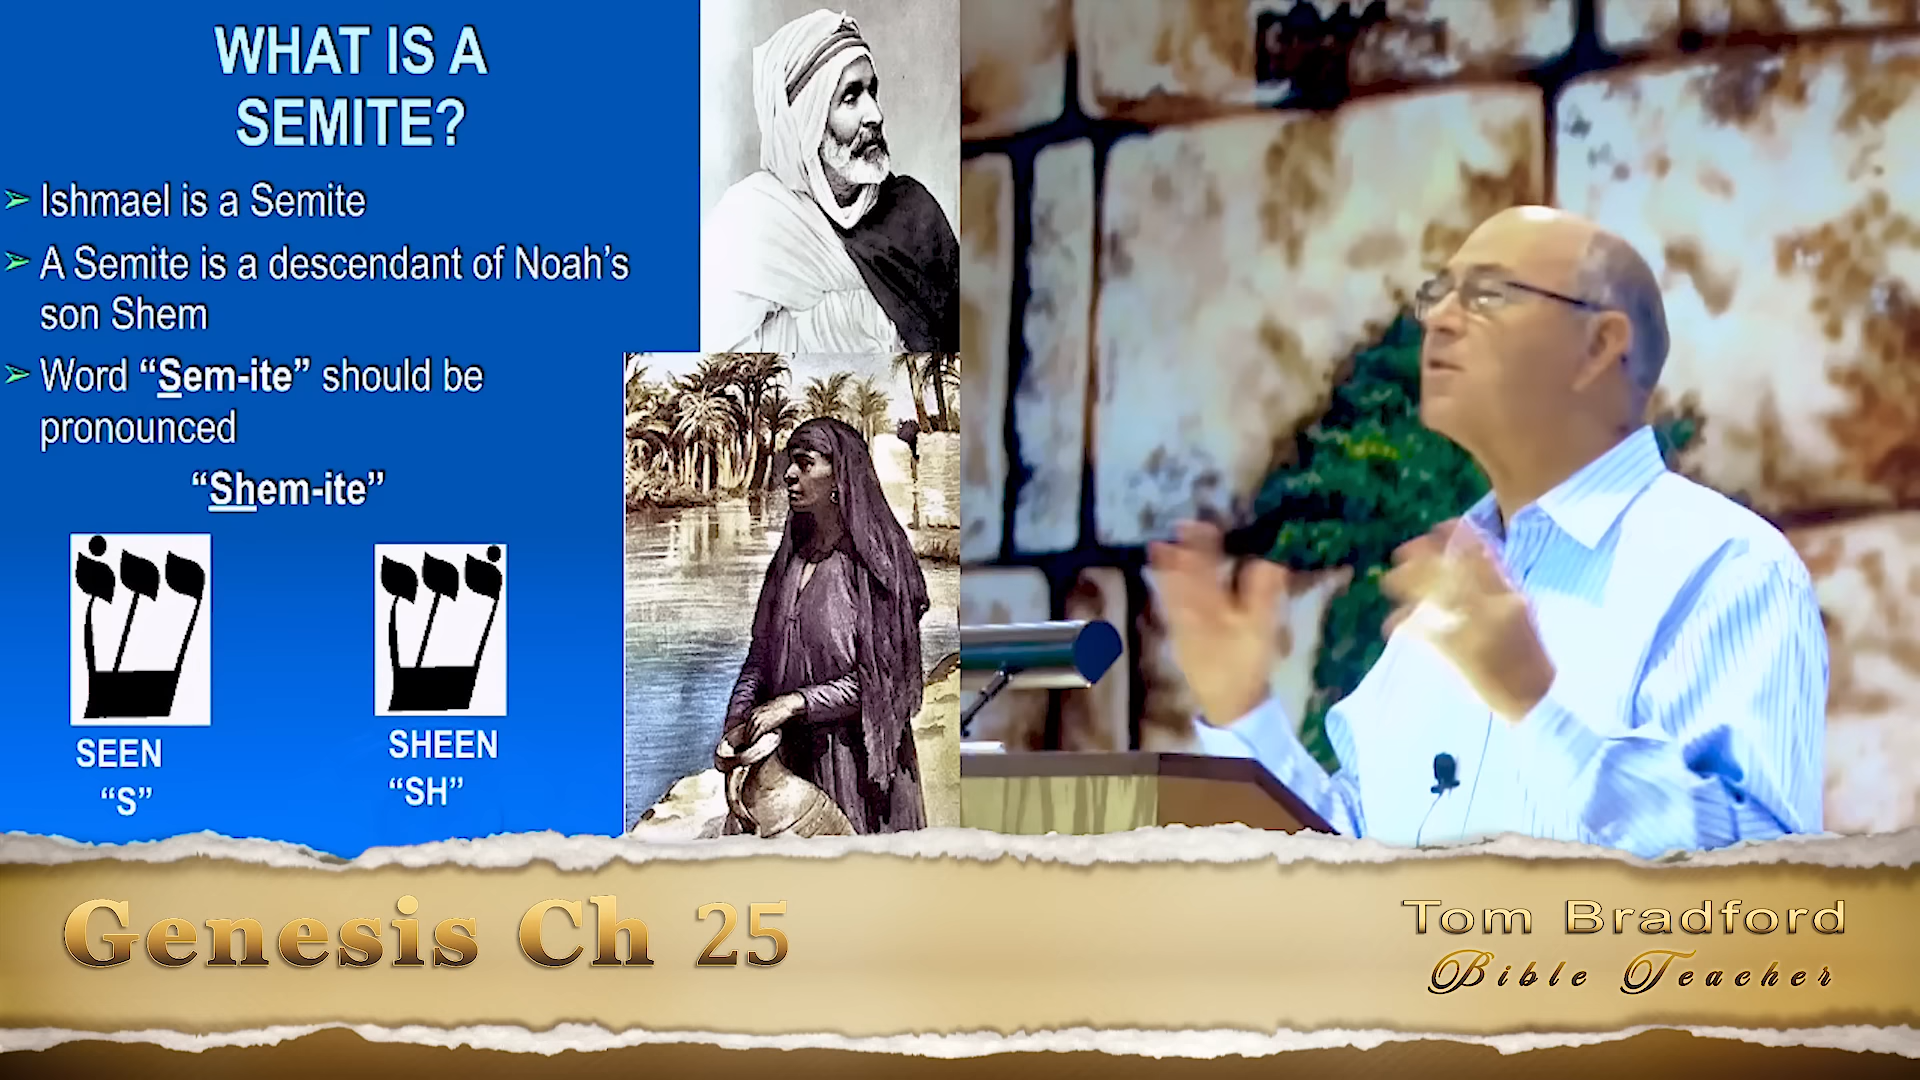 WHAT IS A
SEMITE?
➢ Ishmael is a Semite
➢ A Semite is a descendant of Noah’s
son Shem
➢ Word “Sem-ite” should be
pronounced
“Shem-ite”
שׂ
שׁ
SEEN
“S”
SHEEN
“SH”
Genesis Ch 25
Tom Bradford
Bible Teacher